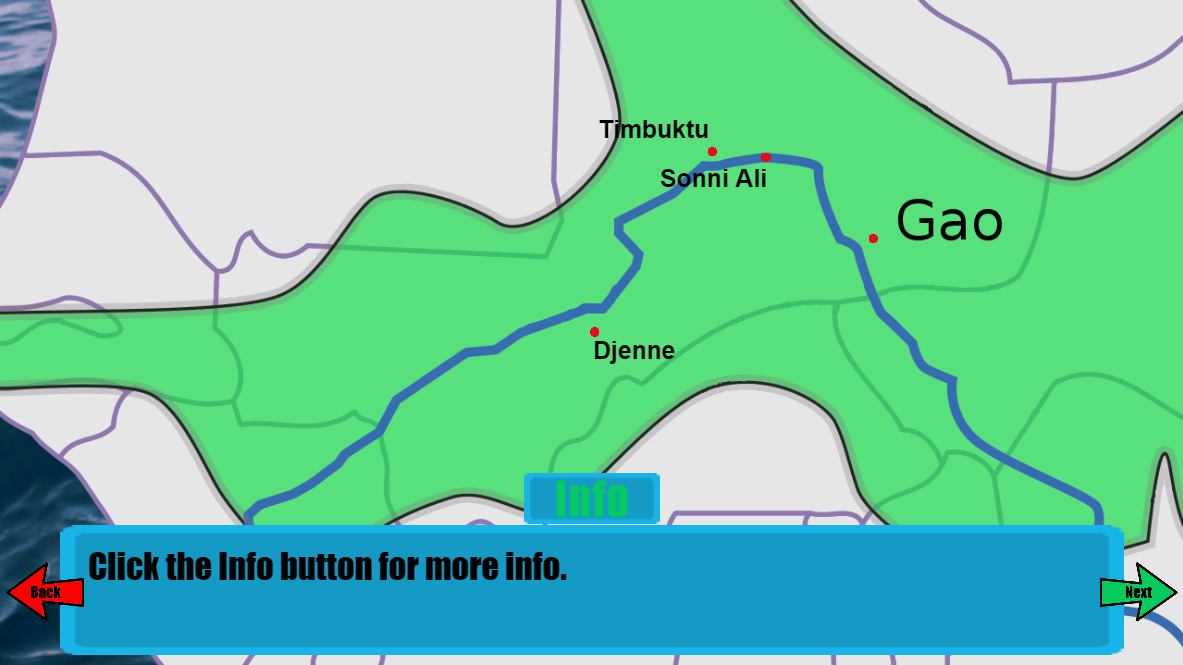 Timbuktu
Sonni Ali
Gao
Djenne
Info
Click the Info button for more info.
Back
Next